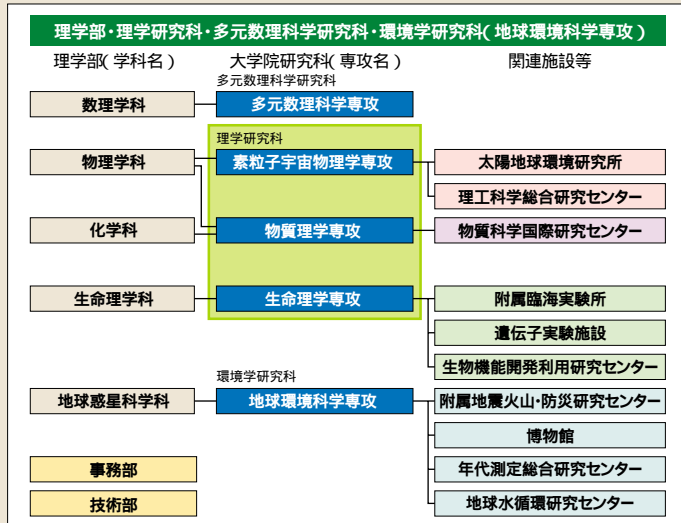 理学部・理学研究科・多元数理科学研究科・環境学研究科(地球環境科学専攻)
理学部(学科名) 大学院研究科(専攻名) 関連施設等
多元数理科学研究科
数理学科 多元数理科学専攻
理学研究科
物理学科 素粒子宇宙物理学専攻 太陽地球環境研究所
理工科学総合研究センター
化学科 物質理学専攻 物質科学国際研究センター
生命理学科 生命理学専攻 附属臨海実験所
遺伝子実験施設
生物機能開発利用研究センター
環境学研究科
地球惑星科学科 地球環境科学専攻 附属地震火山・防災研究センター
博物館
事務部 年代測定総合研究センター
技術部 地球水循環研究センター